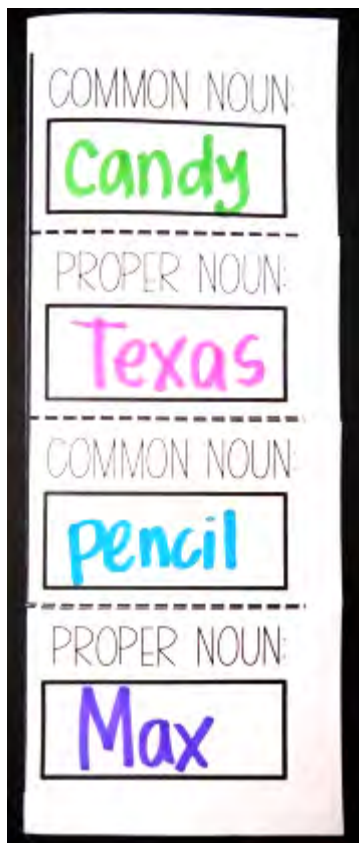 COMMON NOUN:
candy
PROPER NOUN:
Texas
COMMON NOUN:
pencil
PROPER NOUN:
Max